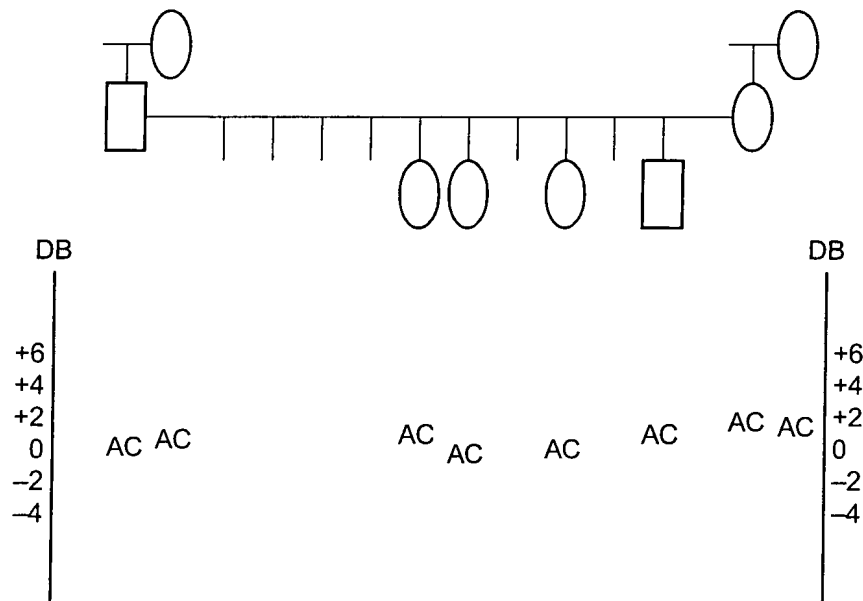 DB DB
+6 +6
+4 +4
+2 AC AC AC AC +2
0 AC AC AC AC 0
–2 –2
–4 –4